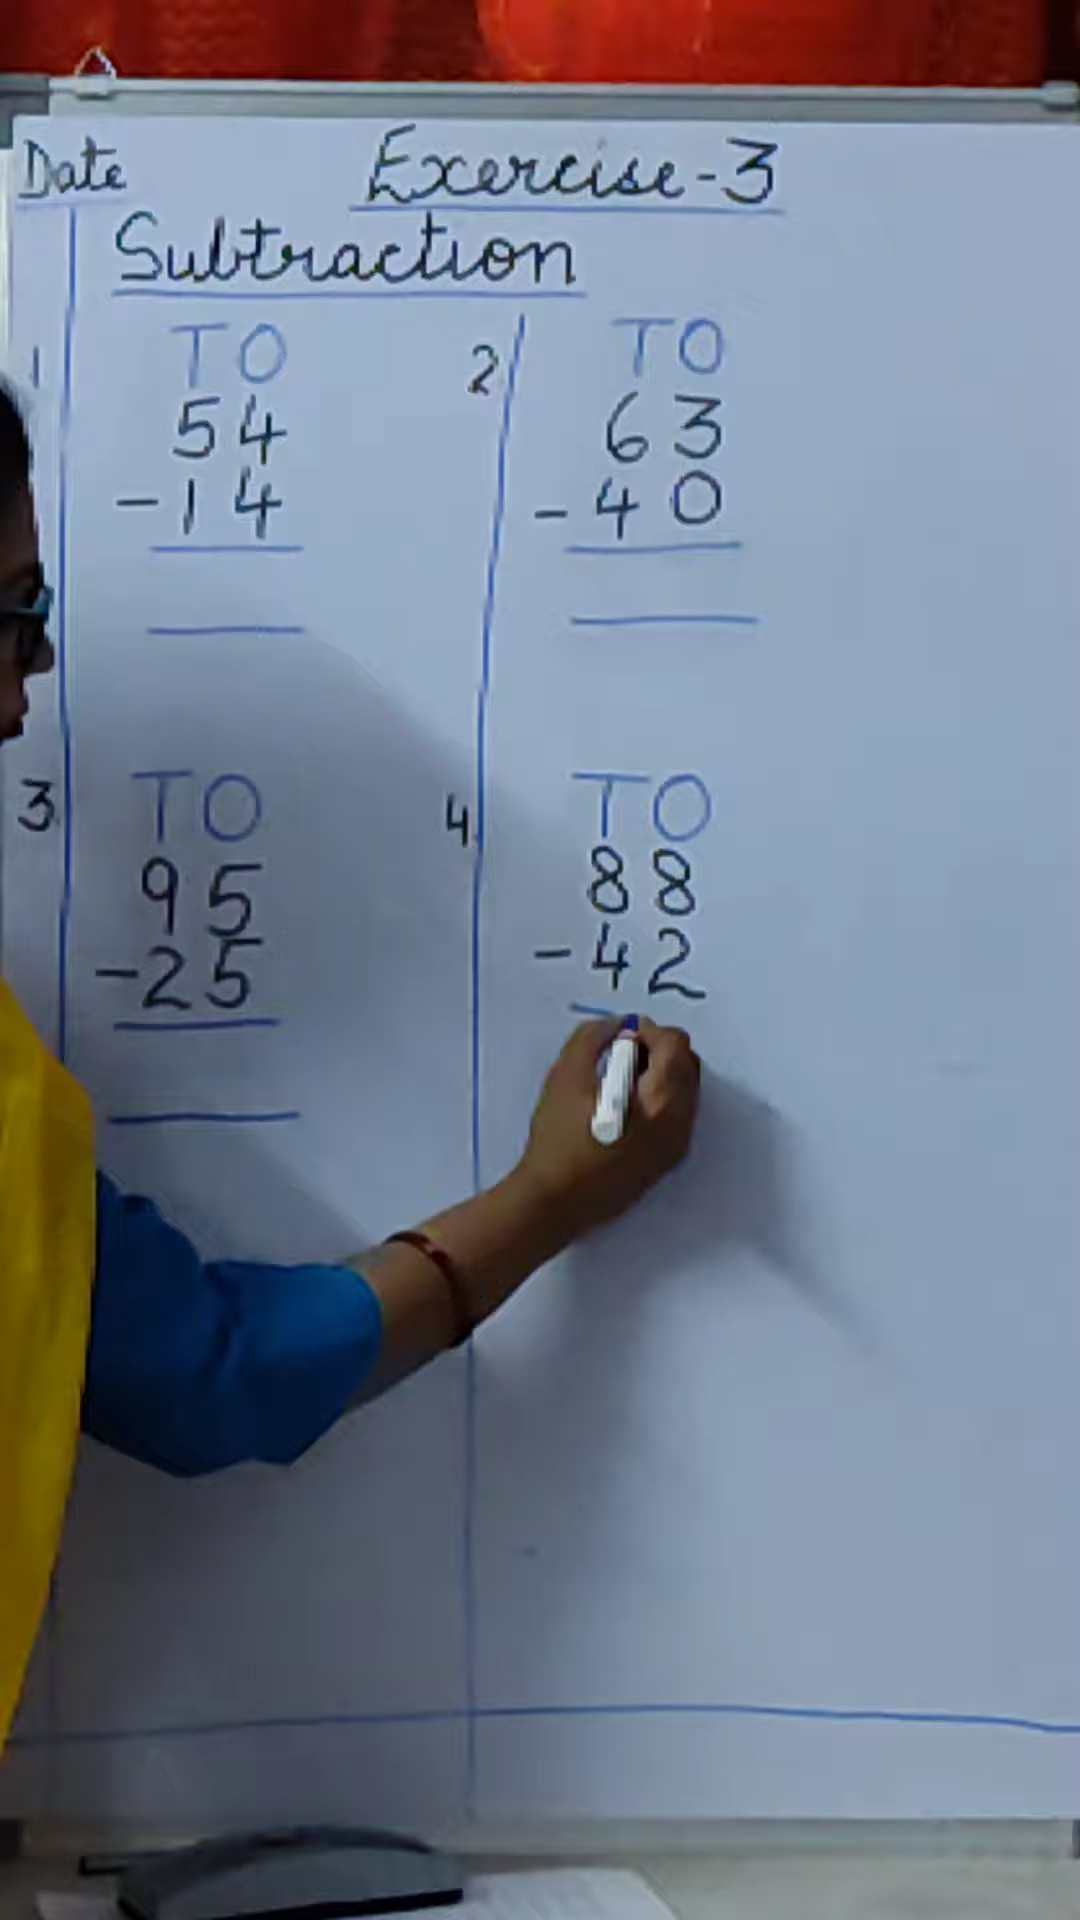 Date Exercise-3
Subtraction
1 TO
54
-14
2 TO
63
-40
3. TO
95
-25
4. TO
88
-42